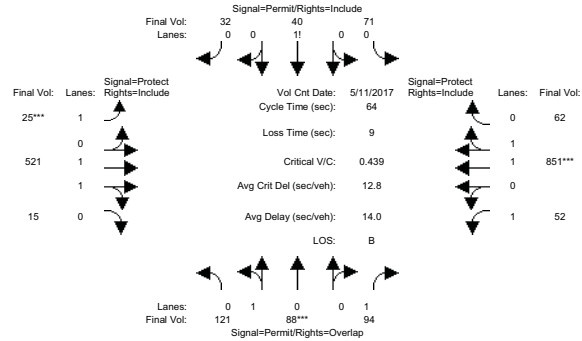 Signal=Permit/Rights=Include
Final Vol: 32 40 71
Lanes: 0 0 1! 0 0
Signal=Protect
Final Vol: Lanes: Rights=Include
Vol Cnt Date: 5/11/2017
Signal=Protect
Rights=Include Lanes: Final Vol:
Cycle Time (sec): 64
25*** 1
0 62
Loss Time (sec): 9
0
1
521 1
Critical V/C: 0.439
1 851***
1
Avg Crit Del (sec/veh): 12.8
0
15 0
Avg Delay (sec/veh): 14.0
1 52
LOS: B
Lanes: 0 1 0 0 1
Final Vol: 121 88*** 94
Signal=Permit/Rights=Overlap